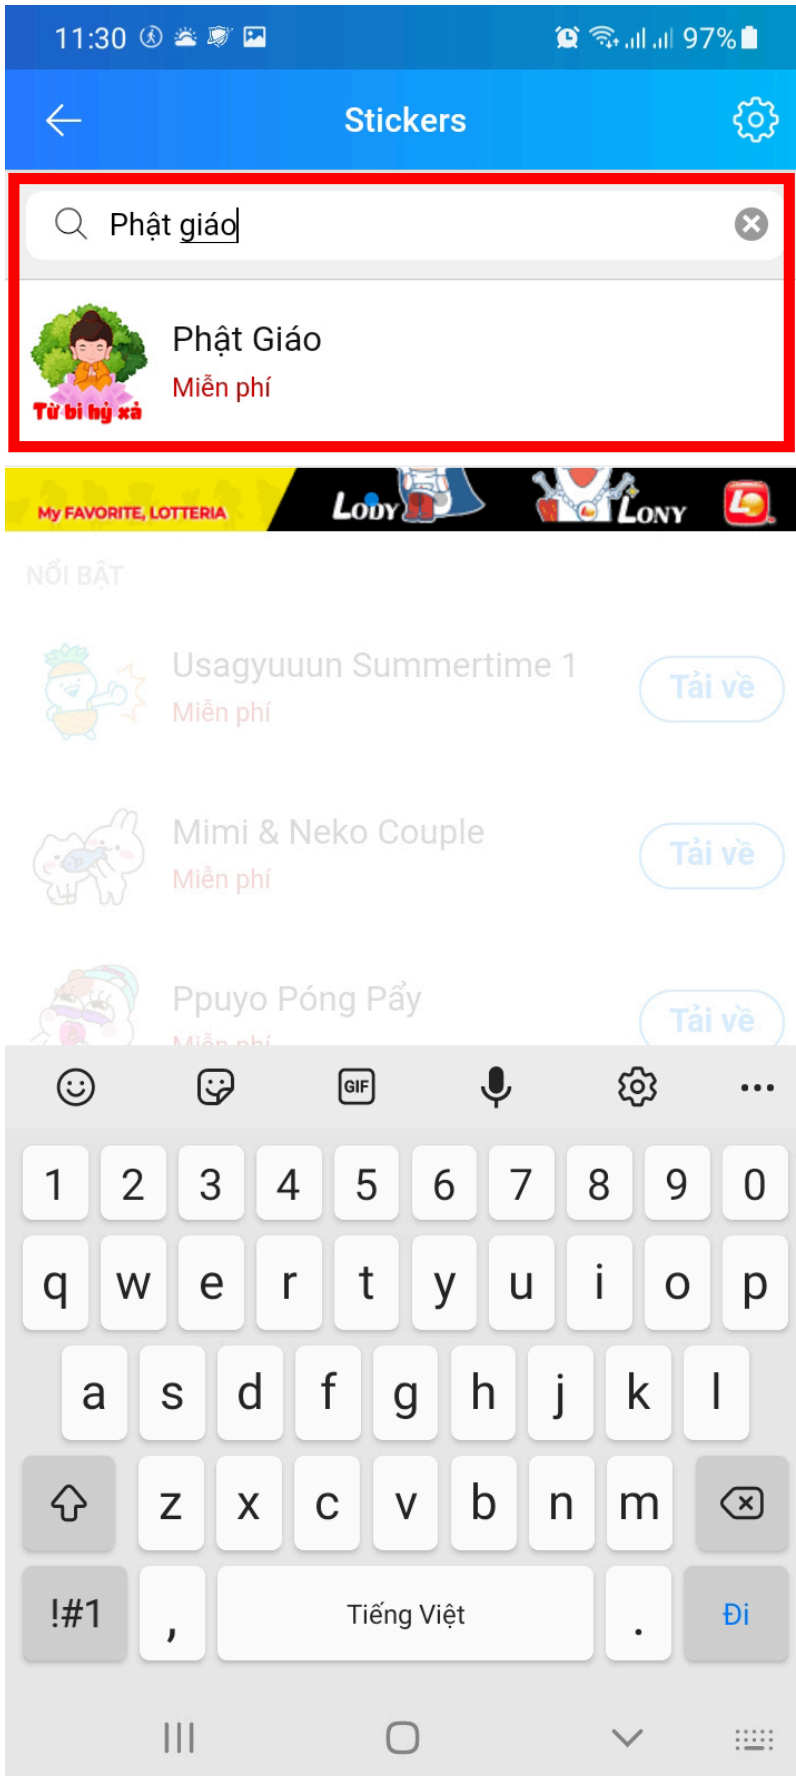 11:30 97%
Stickers
Phật giáo
Phật Giáo
Miễn phí
Từ bi hỷ xả
My FAVORITE, LOTTERIA LODY LONY
NỔI BẬT
Usagyuuun Summertime 1
Miễn phí
Tải về
Mimi & Neko Couple
Miễn phí
Tải về
Ppuyo Póng Pẩy
Miễn phí
Tải về
GIF
1 2 3 4 5 6 7 8 9 0
q w e r t y u i o p
a s d f g h j k l
z x c v b n m
!#1 , Tiếng Việt . Đi